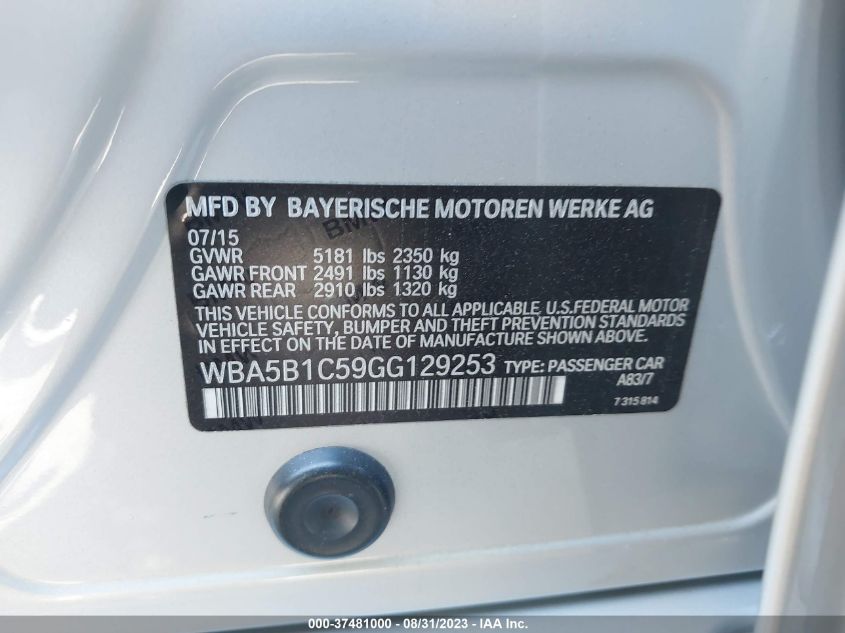 MFD BY BAYERISCHE MOTOREN WERKE AG
07/15
GVWR 5181 lbs 2350 kg
GAWR FRONT 2491 lbs 1130 kg
GAWR REAR 2910 lbs 1320 kg
THIS VEHICLE CONFORMS TO ALL APPLICABLE U.S.FEDERAL MOTOR
VEHICLE SAFETY, BUMPER AND THEFT PREVENTION STANDARDS
IN EFFECT ON THE DATE OF MANUFACTURE SHOWN ABOVE.
WBA5B1C59GG129253 TYPE: PASSENGER CAR
A83/7
7 315 814
000-37481000 - 08/31/2023 - IAA Inc.